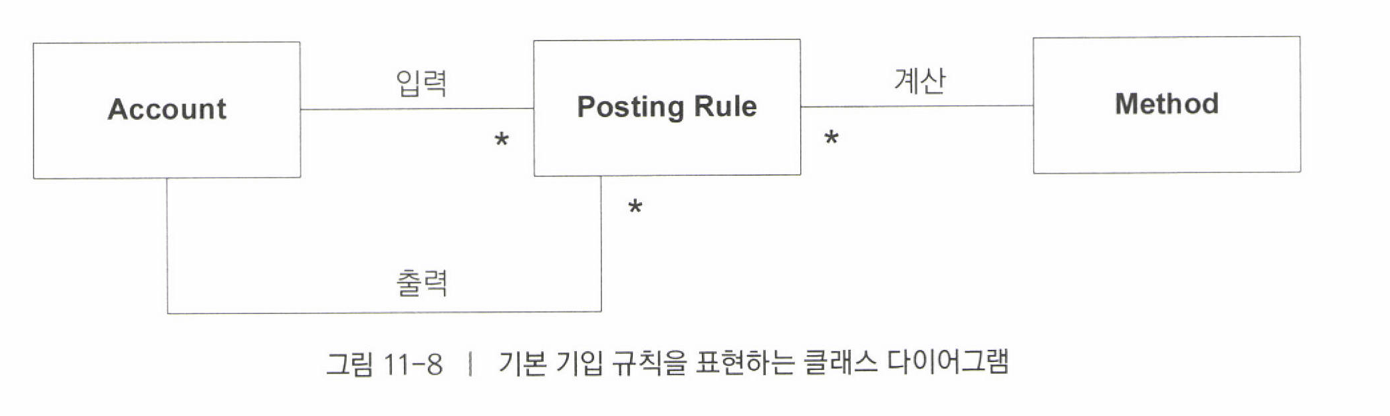 입력
계산
Account
Posting Rule
Method
*
*
*
출력
그림 11-8 | 기본 기입 규칙을 표현하는 클래스 다이어그램